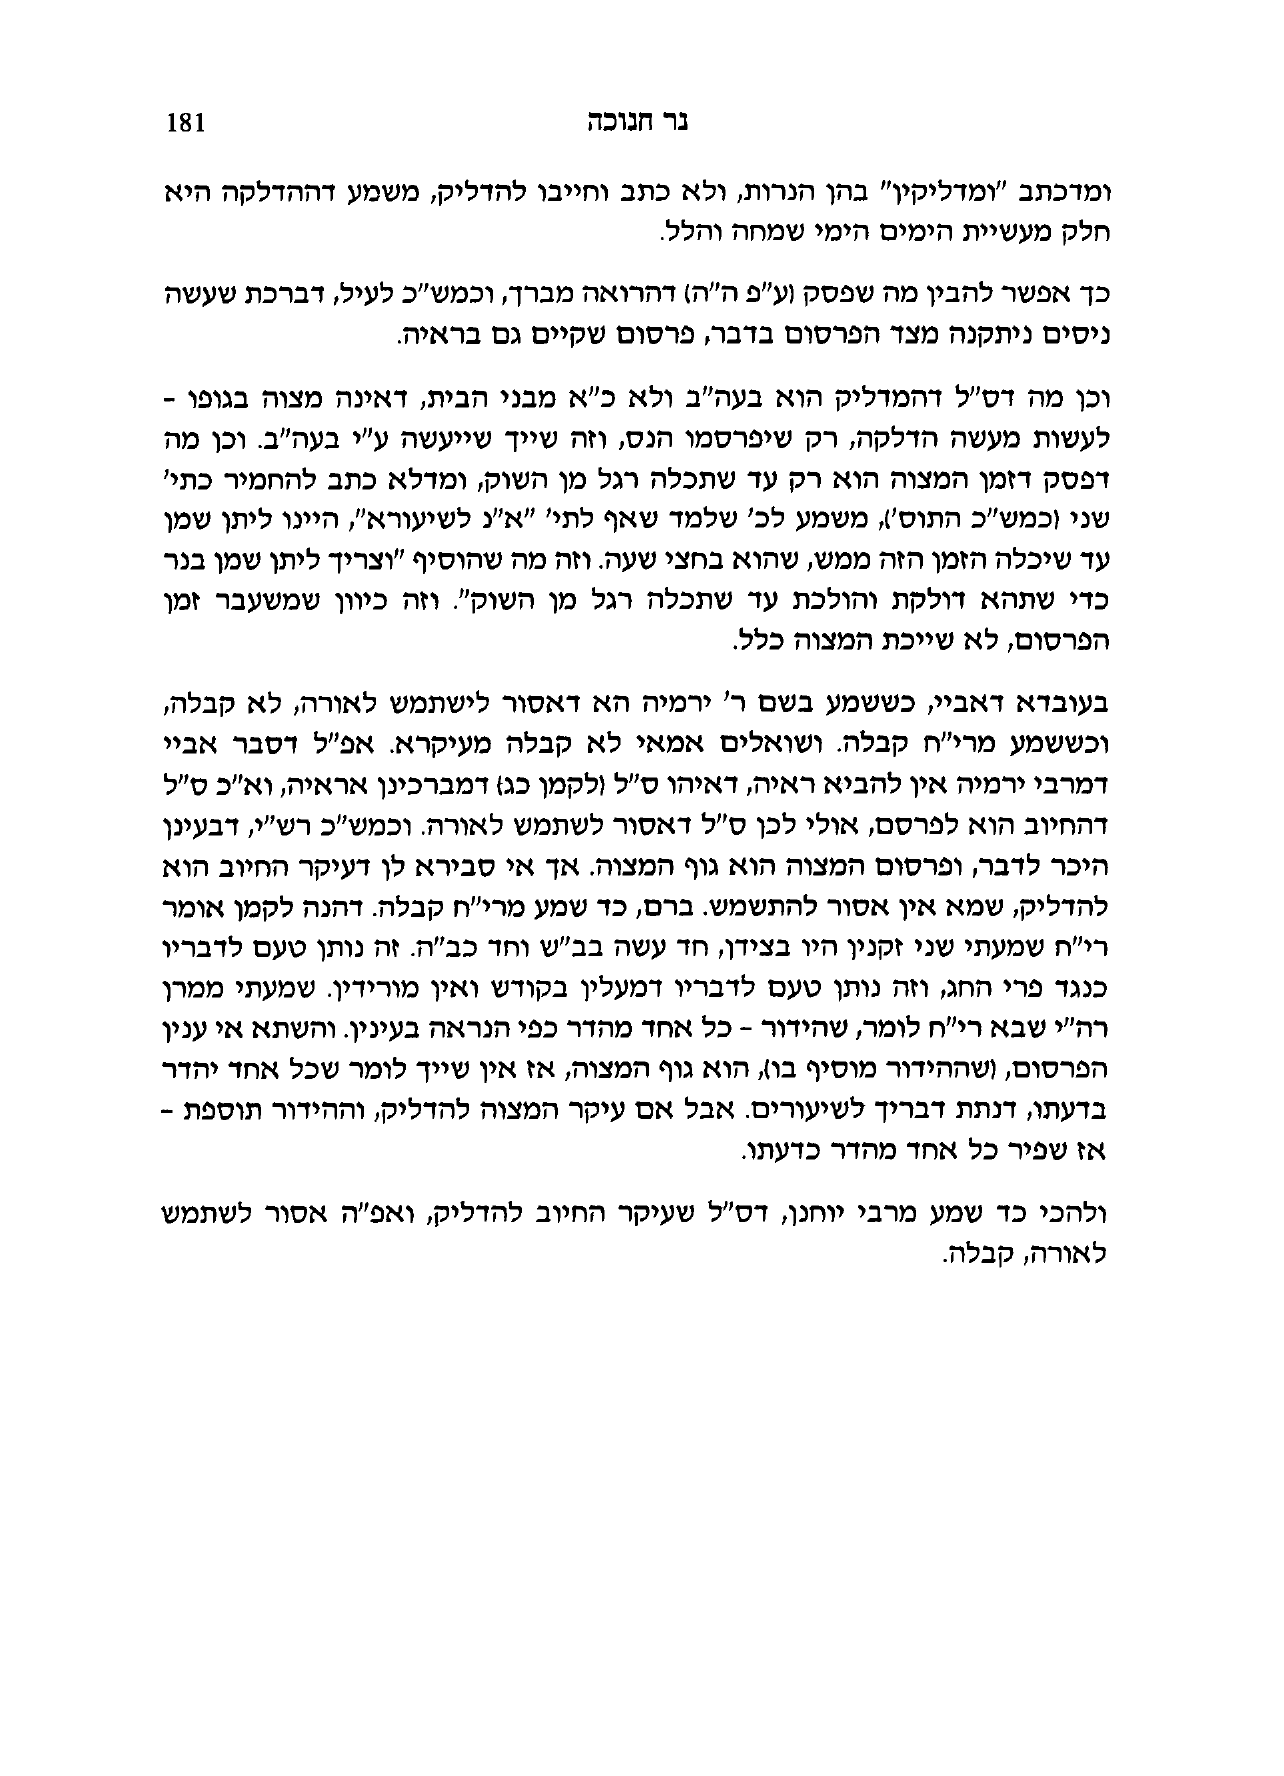 נר חנוכה 181
ומדכתב "ומדליקין" בהן הנרות, ולא כתב וחייבו להדליק, משמע דההדלקה היא
חלק מעשיית הימים הימי שמחה והלל.
כך אפשר להבין מה שפסק (ע"פ ה"ה) דהרואה מברך, וכמש"כ לעיל, דברכת שעשה
ניסים ניתקנה מצד הפרסום בדבר, פרסום שקיים גם בראיה.
וכן מה דס"ל דהמדליק הוא בעה"ב ולא כ"א מבני הבית, דאינה מצוה בגופו –
לעשות מעשה הדלקה, רק שיפרסמו הנס, וזה שייך שייעשה ע"י בעה"ב. וכן מה
דפסק דזמן המצוה הוא רק עד שתכלה רגל מן השוק, ומדלא כתב להחמיר כתי'
שני (כמש"כ התוס'), משמע לכ' שלמד שאף לתי' "א"נ לשיעורא", היינו ליתן שמן
עד שיכלה הזמן הזה ממש, שהוא בחצי שעה. וזה מה שהוסיף "וצריך ליתן שמן בנר
כדי שתהא דולקת והולכת עד שתכלה רגל מן השוק". וזה כיוון שמשעבר זמן
הפרסום, לא שייכת המצוה כלל.
בעובדא דאביי, כששמע בשם ר' ירמיה הא דאסור לישתמש לאורה, לא קבלה,
וכששמע מרי"ח קבלה. ושואלים אמאי לא קבלה מעיקרא. אפ"ל דסבר אביי
דמרבי ירמיה אין להביא ראיה, דאיהו ס"ל (לקמן כג) דמברכינן אראיה, וא"כ ס"ל
דהחיוב הוא לפרסם, אולי לכן ס"ל דאסור לשתמש לאורה. וכמש"כ רש"י, דבעינן
היכר לדבר, ופרסום המצוה הוא גוף המצוה. אך אי סבירא לן דעיקר החיוב הוא
להדליק, שמא אין אסור להתשמש. ברם, כד שמע מרי"ח קבלה. דהנה לקמן אומר
רי"ח שמעתי שני זקנין היו בצידן, חד עשה בב"ש וחד כב"ה. זה נותן טעם לדבריו
כנגד פרי החג, וזה נותן טעם לדבריו דמעלין בקודש ואין מורידין. שמעתי ממרן
רה"י שבא רי"ח לומר, שהידור – כל אחד מהדר כפי הנראה בעינין. והשתא אי ענין
הפרסום, (שההידור מוסיף בו), הוא גוף המצוה, אז אין שייך לומר שכל אחד יהדר
בדעתו, דנתת דבריך לשיעורים. אבל אם עיקר המצוה להדליק, וההידור תוספת –
אז שפיר כל אחד מהדר כדעתו.
ולהכי כד שמע מרבי יוחנן, דס"ל שעיקר החיוב להדליק, ואפ"ה אסור לשתמש
לאורה, קבלה.